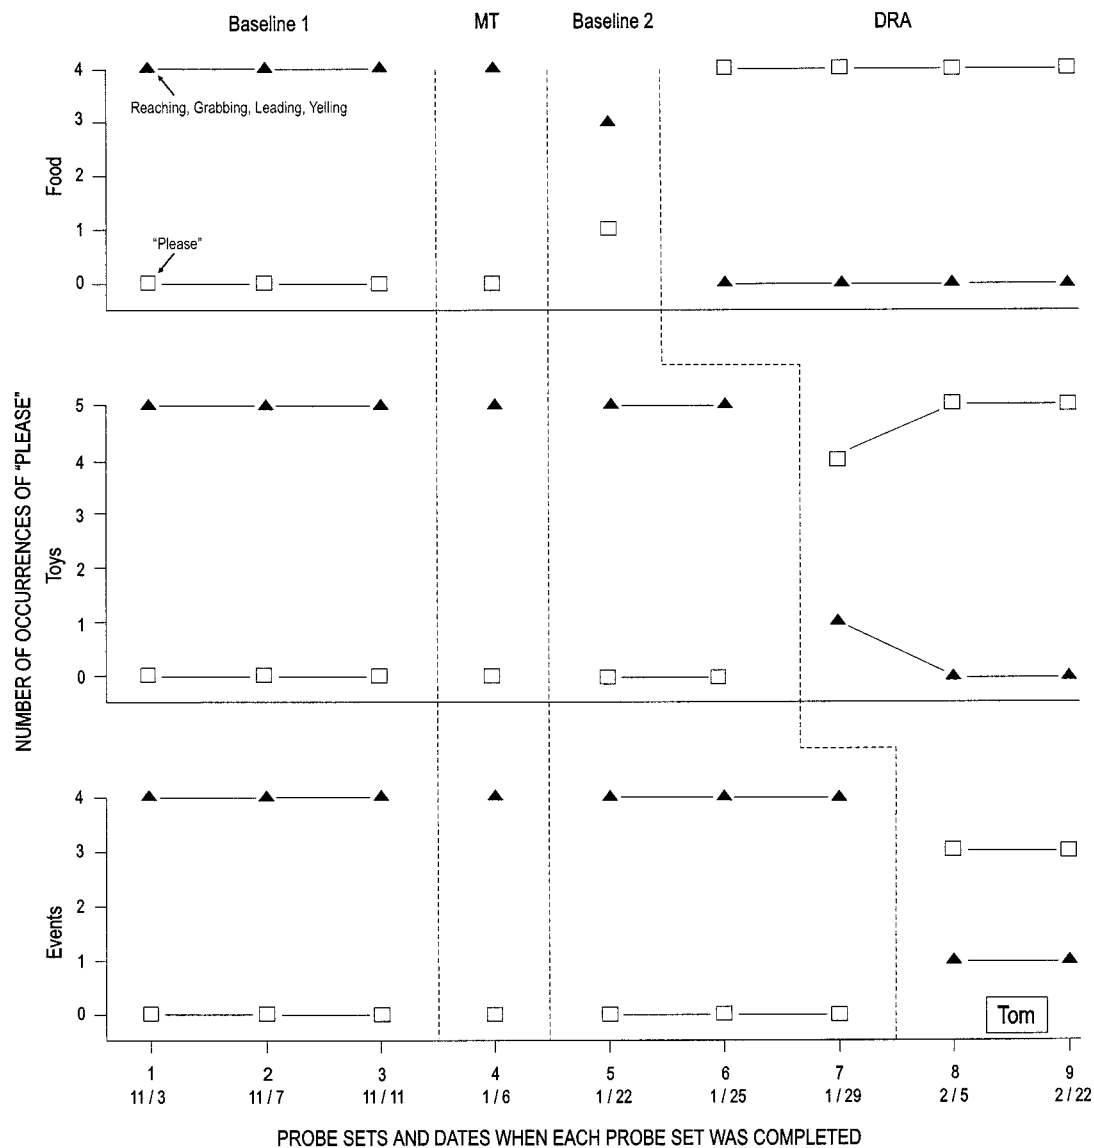 Baseline 1 MT Baseline 2 DRA
4
Reaching, Grabbing, Leading, Yelling
3
2
1
"Please"
0
Food
5
4
3
2
1
0
Toys
NUMBER OF OCCURRENCES OF "PLEASE"
4
3
2
1
0
Events
Tom
1 2 3 4 5 6 7 8 9
11 / 3 11 / 7 11 / 11 1 / 6 1 / 22 1 / 25 1 / 29 2 / 5 2 / 22
PROBE SETS AND DATES WHEN EACH PROBE SET WAS COMPLETED